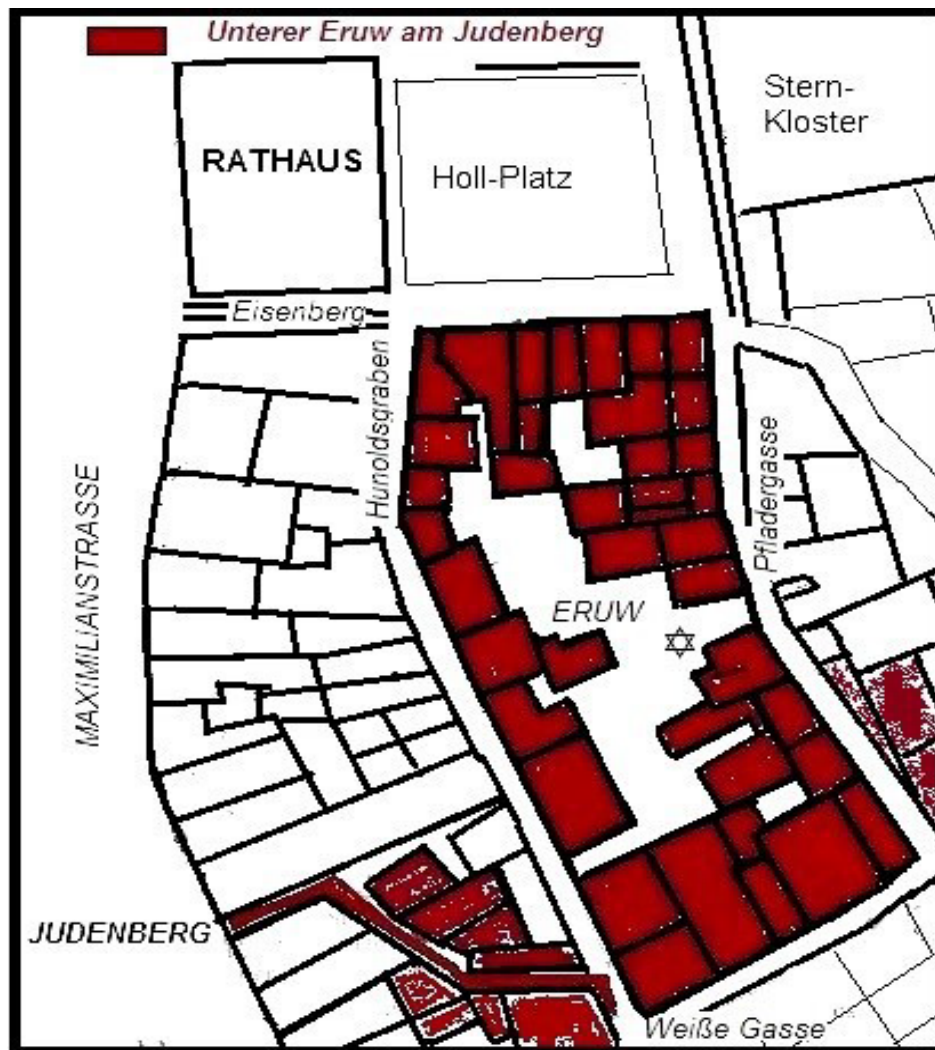 Unterer Eruw am Judenberg
RATHAUS
Holl-Platz
Stern-
Kloster
Eisenberg
Hunoldsgraben
Pfladergasse
MAXIMILIANSTRASSE
ERUW
JUDENBERG
Weiße Gasse